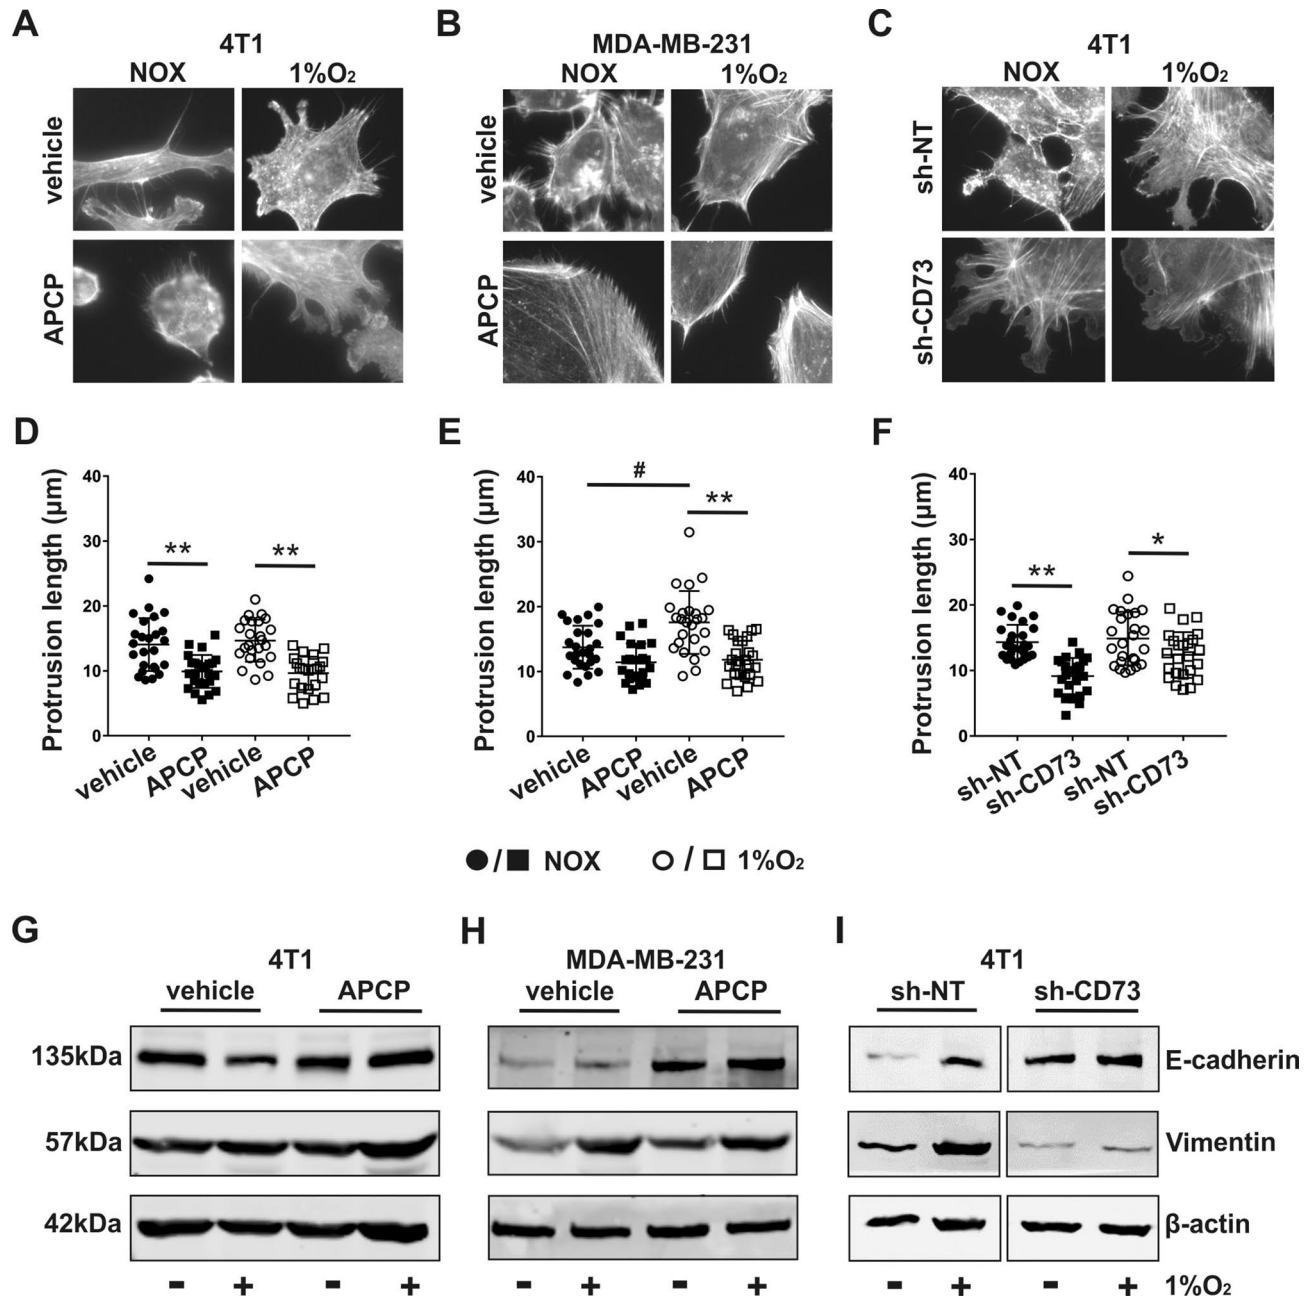 A B C
4T1 MDA-MB-231 4T1
NOX 1%O₂ NOX 1%O₂ NOX 1%O₂
vehicle vehicle sh-NT
APCP APCP sh-CD73
D E F
Protrusion length (μm)
40
30
20
10
0
** **
vehicle APCP vehicle APCP
Protrusion length (μm)
40
30
20
10
0
# **
vehicle APCP vehicle APCP
Protrusion length (μm)
40
30
20
10
0
** *
sh-NT sh-CD73 sh-NT sh-CD73
/ NOX / 1%O₂
G H I
4T1 MDA-MB-231 4T1
vehicle APCP vehicle APCP sh-NT sh-CD73
135kDa E-cadherin
57kDa Vimentin
42kDa β-actin
- + - + - + - + - + - + 1%O₂